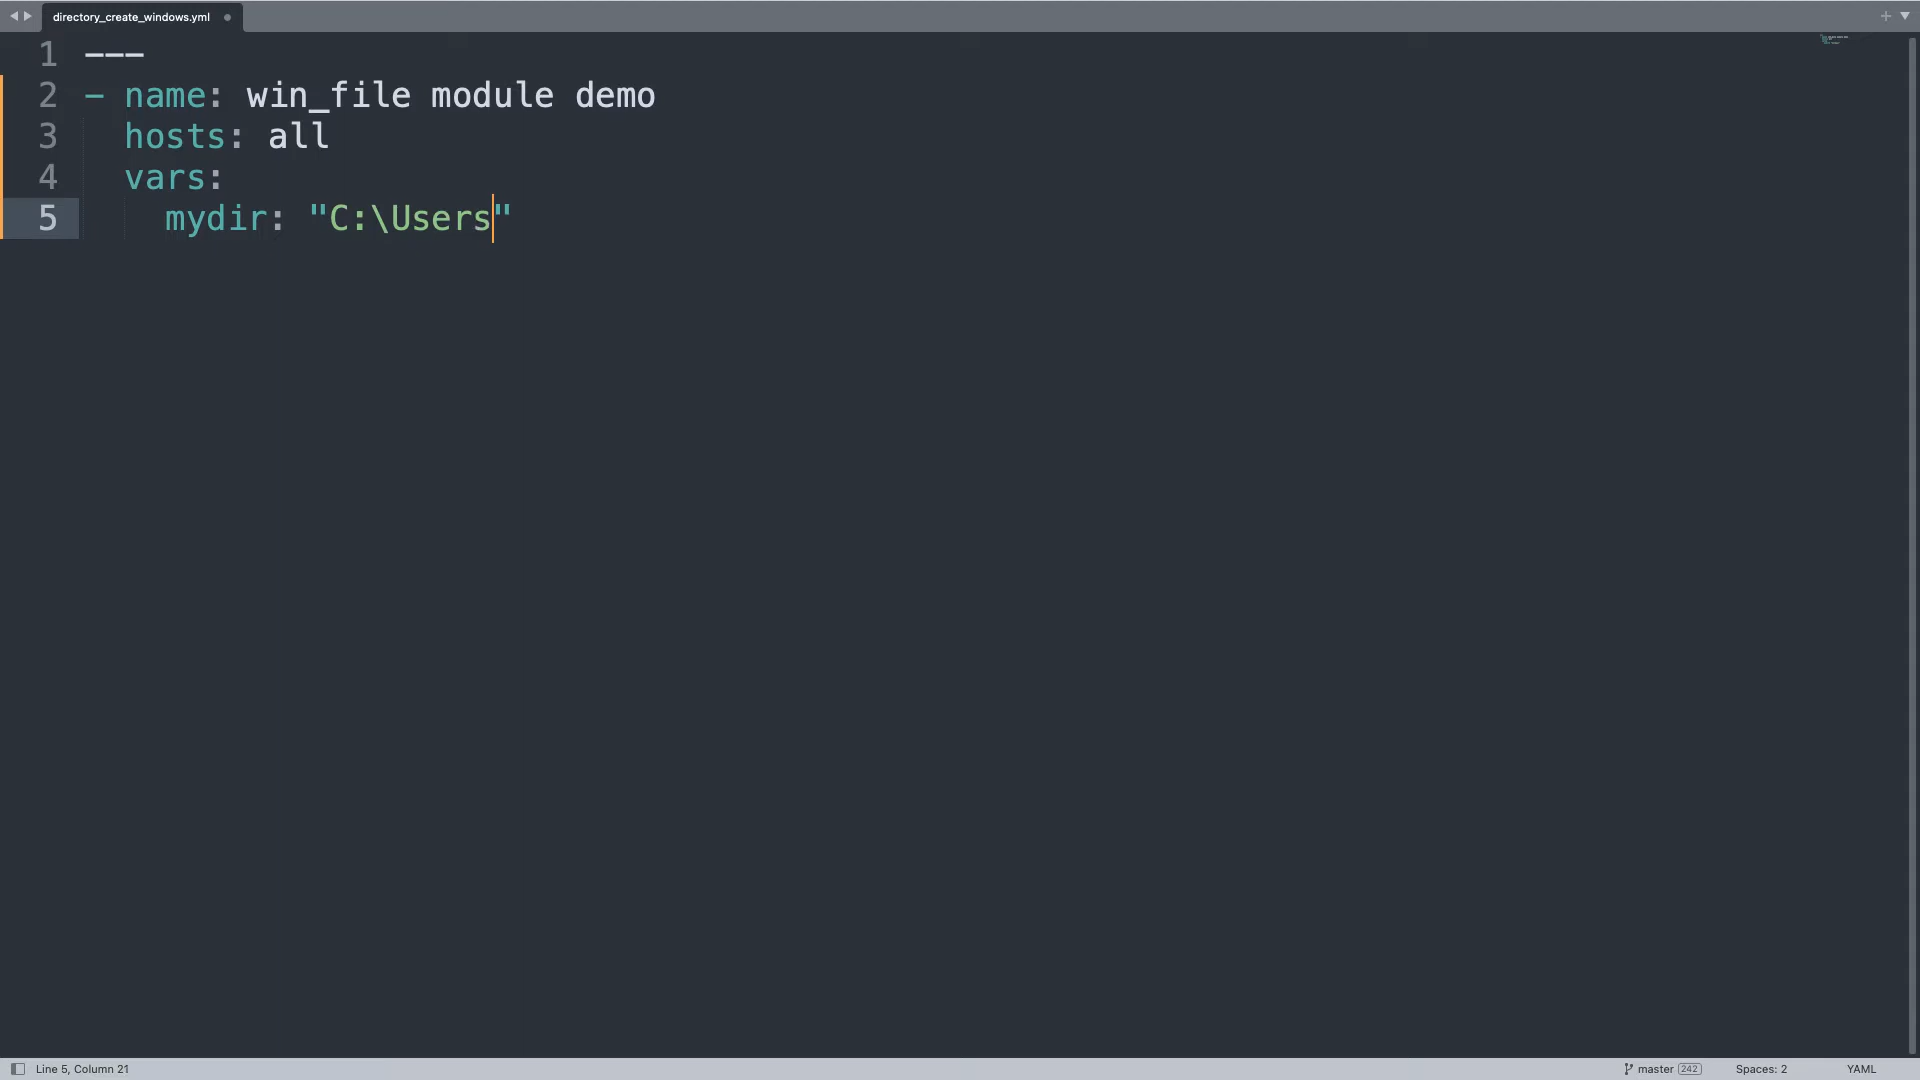 directory_create_windows.yml
1 ---
2 - name: win_file module demo
3   hosts: all
4   vars:
5     mydir: "C:\Users"
Line 5, Column 21
master 242
Spaces: 2
YAML